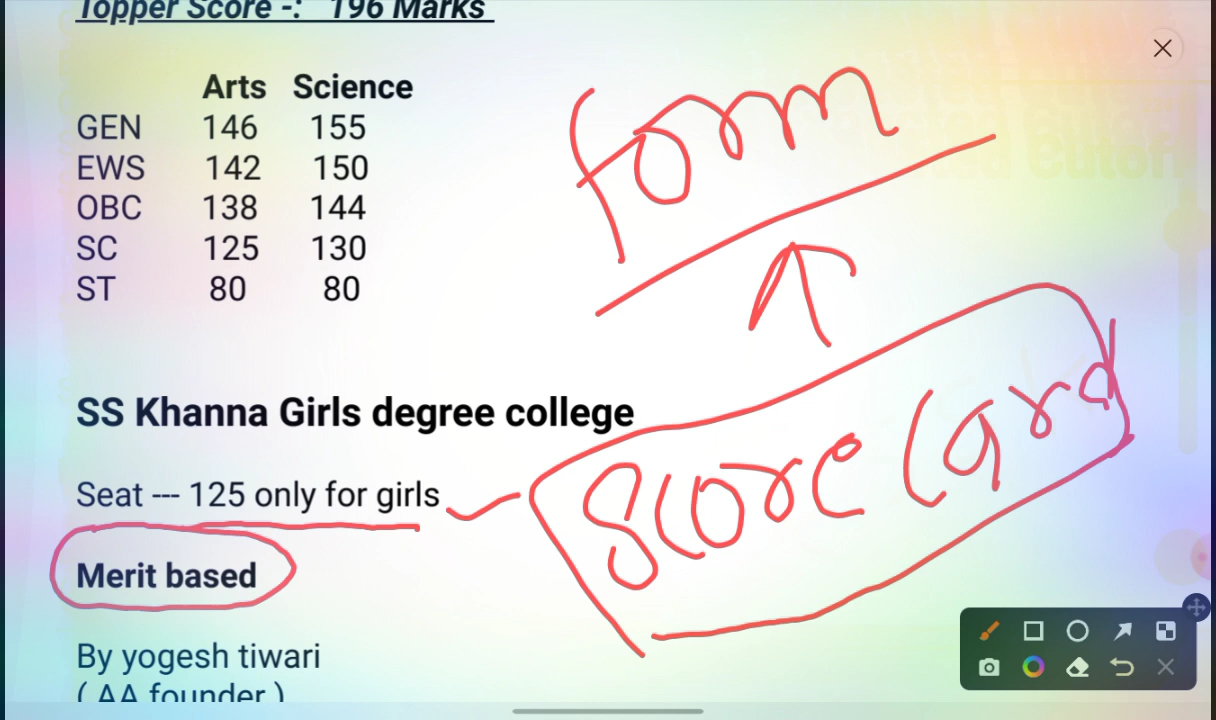 Topper Score -: 196 Marks
Arts Science
GEN 146 155
EWS 142 150
OBC 138 144
SC 125 130
ST 80 80
form
SS Khanna Girls degree college
Score Card
Seat --- 125 only for girls
Merit based
By yogesh tiwari
( AA founder )